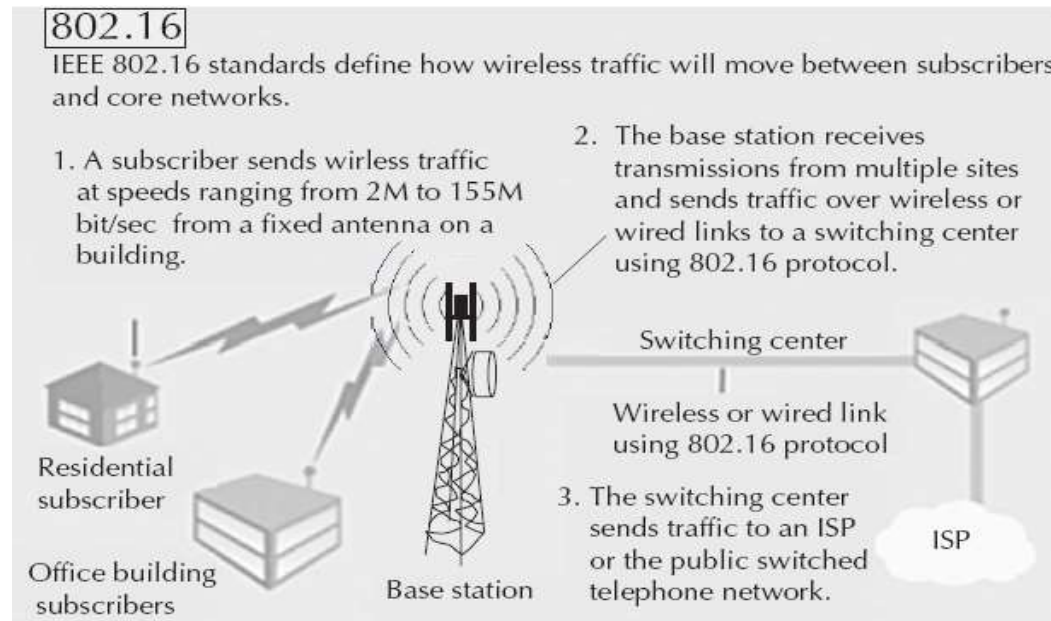 802.16
IEEE 802.16 standards define how wireless traffic will move between subscribers
and core networks.
1. A subscriber sends wirless traffic
at speeds ranging from 2M to 155M
bit/sec from a fixed antenna on a
building.
2. The base station receives
transmissions from multiple sites
and sends traffic over wireless or
wired links to a switching center
using 802.16 protocol.
Switching center
Wireless or wired link
using 802.16 protocol
Residential
subscriber
3. The switching center
sends traffic to an ISP
or the public switched
telephone network.
ISP
Office building
subscribers
Base station